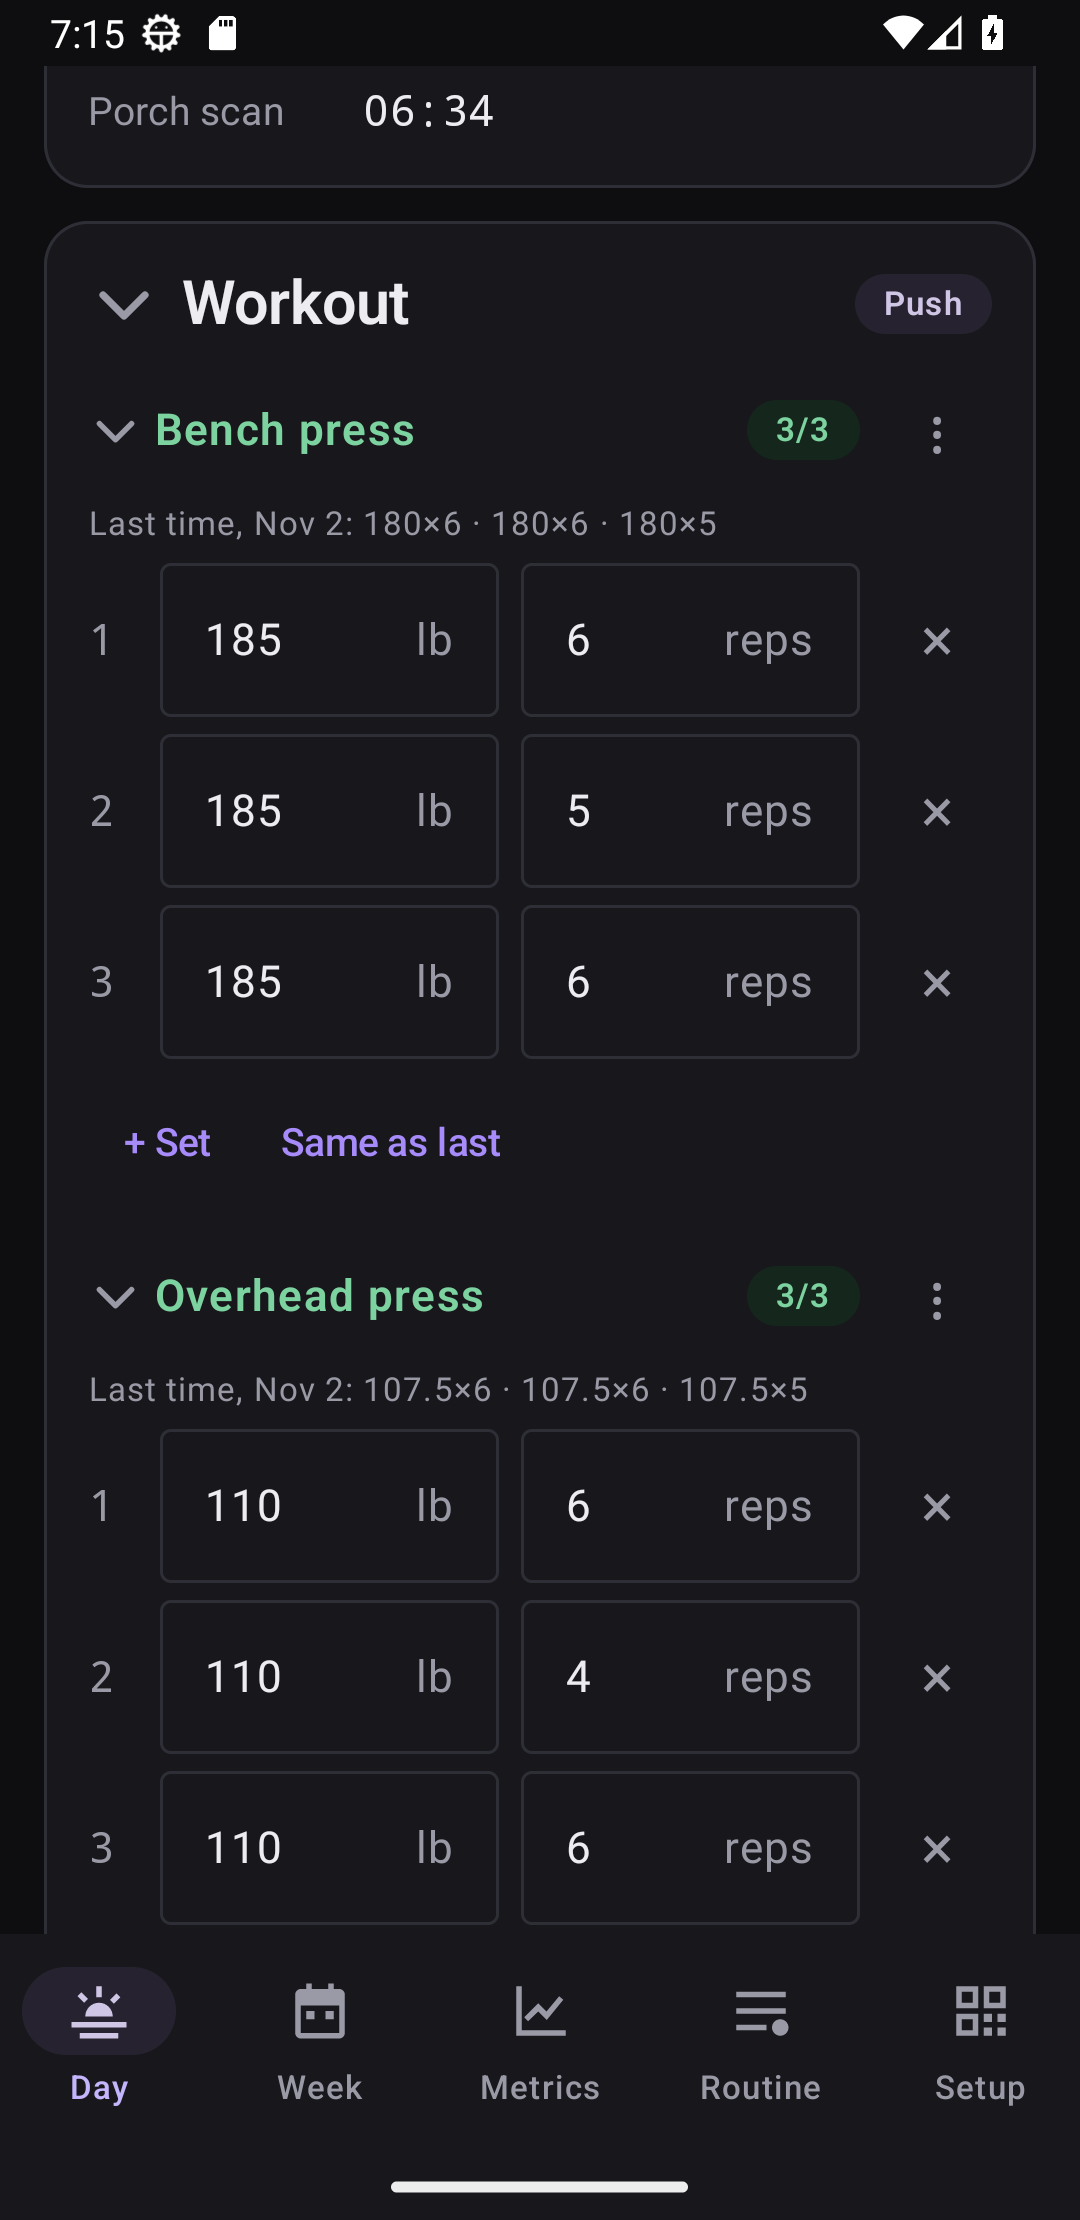 7:15
Porch scan 06:34
Workout Push
Bench press 3/3
Last time, Nov 2: 180×6 · 180×6 · 180×5
1 185 lb 6 reps ×
2 185 lb 5 reps ×
3 185 lb 6 reps ×
+ Set Same as last
Overhead press 3/3
Last time, Nov 2: 107.5×6 · 107.5×6 · 107.5×5
1 110 lb 6 reps ×
2 110 lb 4 reps ×
3 110 lb 6 reps ×
Day Week Metrics Routine Setup